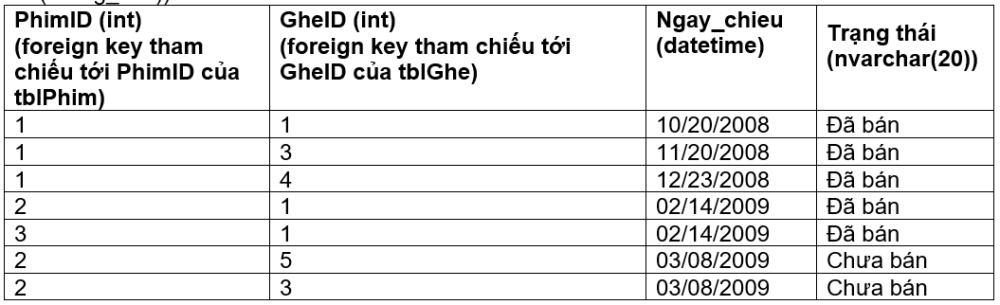 PhimID (int) GheID (int) Ngay_chieu Trạng thái
(foreign key tham (foreign key tham chiếu tới (datetime) (nvarchar(20))
chiếu tới PhimID của GheID của tblGhe)
tblPhim)
1 1 10/20/2008 Đã bán
1 3 11/20/2008 Đã bán
1 4 12/23/2008 Đã bán
2 1 02/14/2009 Đã bán
3 1 02/14/2009 Đã bán
2 5 03/08/2009 Chưa bán
2 3 03/08/2009 Chưa bán